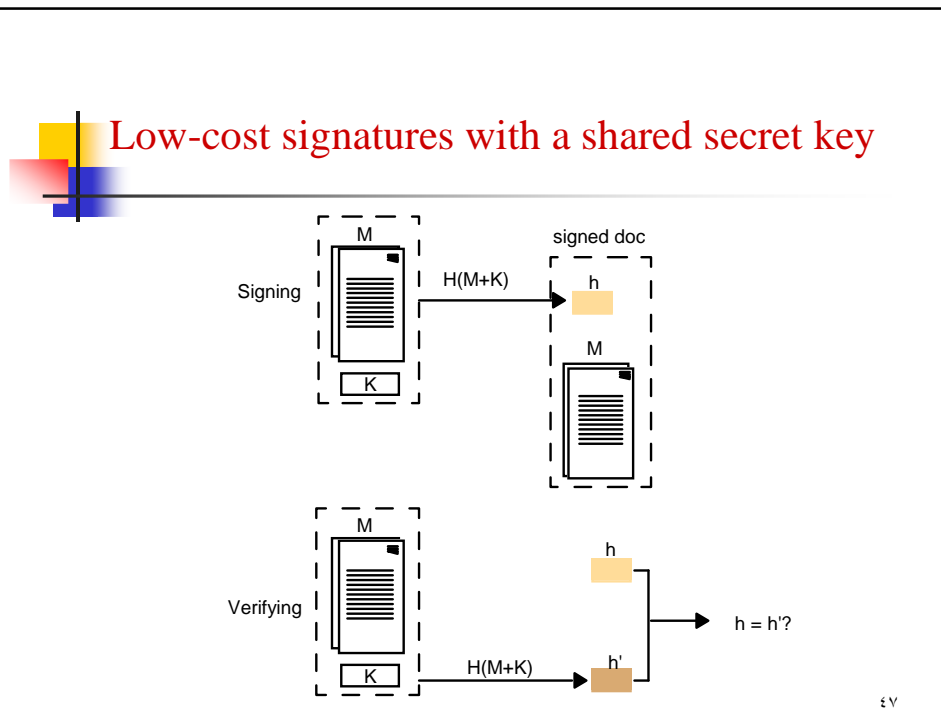 Low-cost signatures with a shared secret key
M
signed doc
Signing
H(M+K)
h
M
K
M
h
Verifying
h = h'?
K
H(M+K)
h'
٤٧